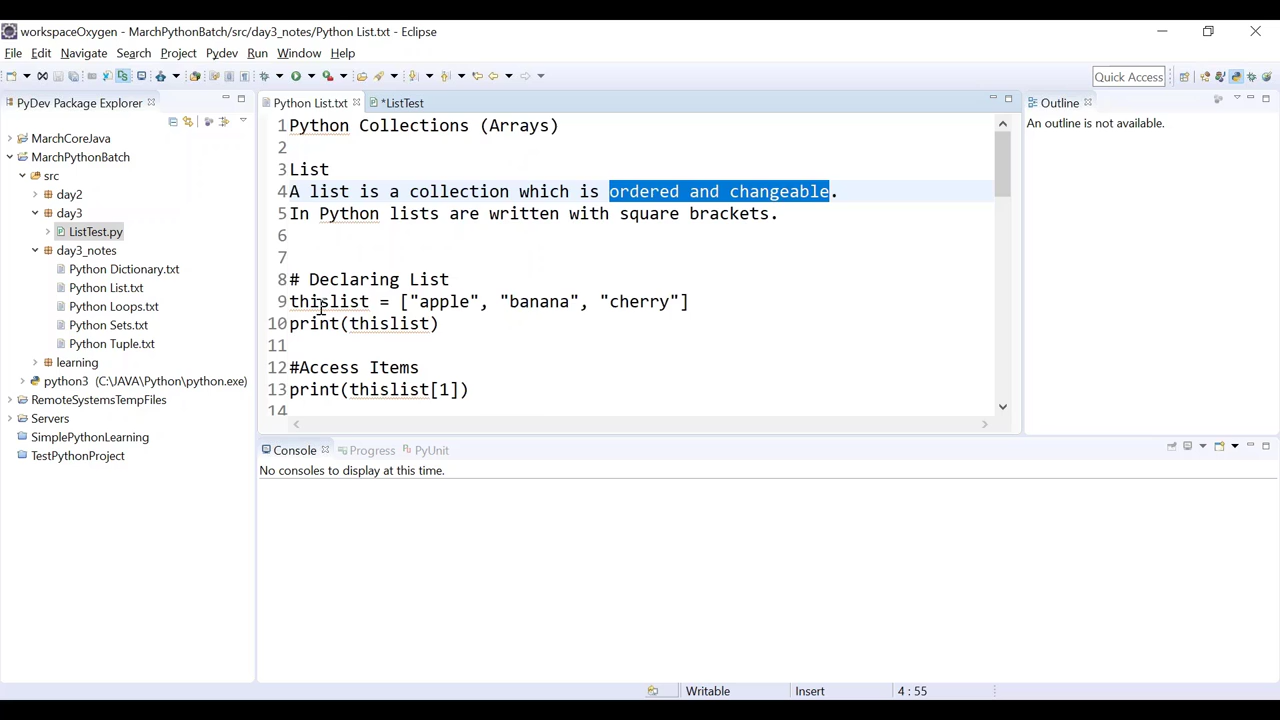 workspaceOxygen - MarchPythonBatch/src/day3_notes/Python List.txt - Eclipse
File Edit Navigate Search Project Pydev Run Window Help
Quick Access
PyDev Package Explorer
MarchCoreJava
MarchPythonBatch
src
day2
day3
ListTest.py
day3_notes
Python Dictionary.txt
Python List.txt
Python Loops.txt
Python Sets.txt
Python Tuple.txt
learning
python3 (C:\JAVA\Python\python.exe)
RemoteSystemsTempFiles
Servers
SimplePythonLearning
TestPythonProject
Python List.txt *ListTest
1 Python Collections (Arrays)
2
3 List
4 A list is a collection which is ordered and changeable.
5 In Python lists are written with square brackets.
6
7
8 # Declaring List
9 thislist = ["apple", "banana", "cherry"]
10 print(thislist)
11
12 #Access Items
13 print(thislist[1])
14
Outline
An outline is not available.
Console Progress PyUnit
No consoles to display at this time.
Writable Insert 4 : 55